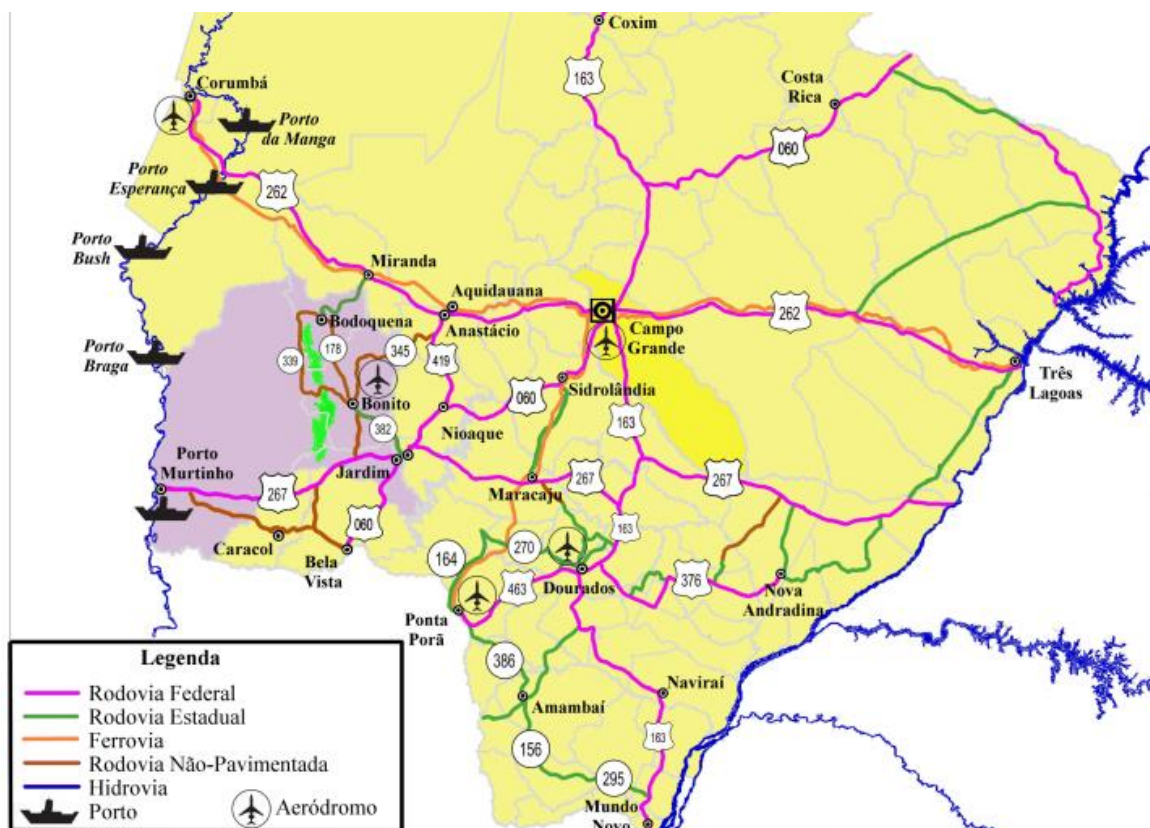 Coxim
163
Corumbá
Costa
Rica
Porto
da Manga
060
Porto
Esperança
262
Porto
Bush
Miranda
Aquidauana
262
Bodoquena
Anastácio
Campo
Grande
178
345
339
419
Porto
Braga
Três
Lagoas
Sidrolândia
060
Bonito
Nioaque
382
163
Porto
Murtinho
Jardim
267
Maracaju
267
267
060
163
Caracol
Bela
Vista
270
164
Dourados
463
376
Nova
Andradina
Ponta
Porã
386
Naviraí
Amambaí
163
156
295
Mundo
Novo
Legenda
Rodovia Federal
Rodovia Estadual
Ferrovia
Rodovia Não-Pavimentada
Hidrovia
Porto
Aeródromo